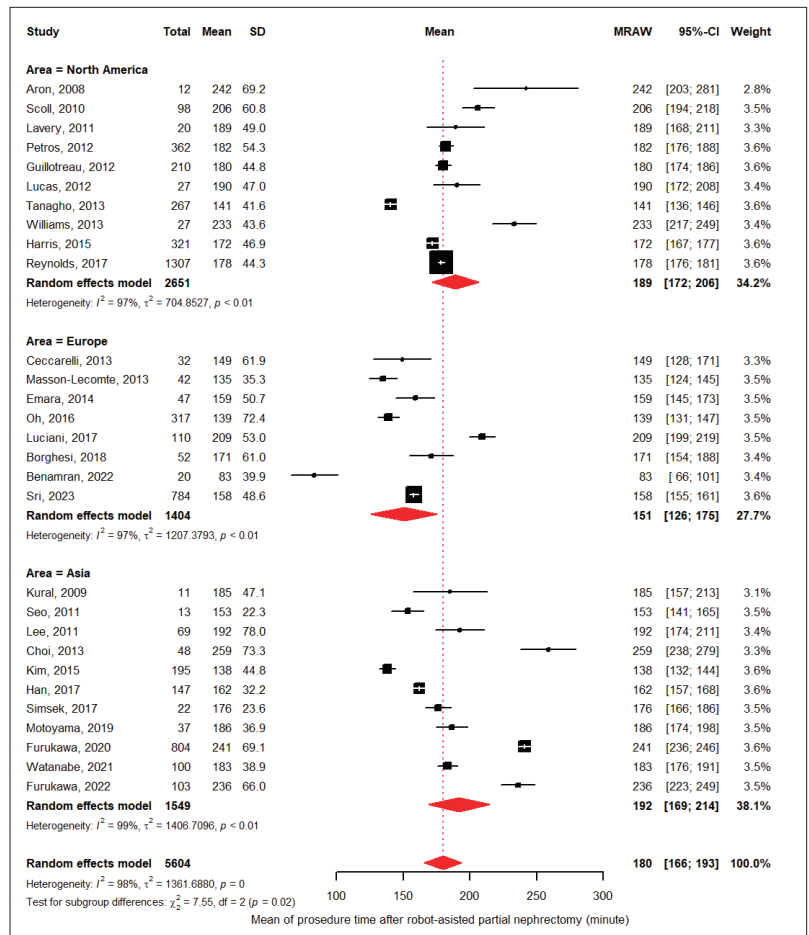 Study Total Mean SD Mean MRAW 95%-CI Weight
Area = North America
Aron, 2008 12 242 69.2 242 [203; 281] 2.8%
Scoll, 2010 98 206 60.8 206 [194; 218] 3.5%
Lavery, 2011 20 189 49.0 189 [168; 211] 3.3%
Petros, 2012 362 182 54.3 182 [176; 188] 3.6%
Guillotreau, 2012 210 180 44.8 180 [174; 186] 3.6%
Lucas, 2012 27 190 47.0 190 [172; 208] 3.4%
Tanagho, 2013 267 141 41.6 141 [136; 146] 3.6%
Williams, 2013 27 233 43.6 233 [217; 249] 3.4%
Harris, 2015 321 172 46.9 172 [167; 177] 3.6%
Reynolds, 2017 1307 178 44.3 178 [176; 181] 3.6%
Random effects model 2651 189 [172; 206] 34.2%
Heterogeneity: I² = 97%, τ² = 704.8527, p < 0.01
Area = Europe
Ceccarelli, 2013 32 149 61.9 149 [128; 171] 3.3%
Masson-Lecomte, 2013 42 135 35.3 135 [124; 145] 3.5%
Emara, 2014 47 159 50.7 159 [145; 173] 3.5%
Oh, 2016 317 139 72.4 139 [131; 147] 3.5%
Luciani, 2017 110 209 53.0 209 [199; 219] 3.5%
Borghesi, 2018 52 171 61.0 171 [154; 188] 3.4%
Benamran, 2022 20 83 39.9 83 [ 66; 101] 3.4%
Sri, 2023 784 158 48.6 158 [155; 161] 3.6%
Random effects model 1404 151 [126; 175] 27.7%
Heterogeneity: I² = 97%, τ² = 1207.3793, p < 0.01
Area = Asia
Kural, 2009 11 185 47.1 185 [157; 213] 3.1%
Seo, 2011 13 153 22.3 153 [141; 165] 3.5%
Lee, 2011 69 192 78.0 192 [174; 211] 3.4%
Choi, 2013 48 259 73.3 259 [238; 279] 3.3%
Kim, 2015 195 138 44.8 138 [132; 144] 3.6%
Han, 2017 147 162 32.2 162 [157; 168] 3.6%
Simsek, 2017 22 176 23.6 176 [166; 186] 3.5%
Motoyama, 2019 37 186 36.9 186 [174; 198] 3.5%
Furukawa, 2020 804 241 69.1 241 [236; 246] 3.6%
Watanabe, 2021 100 183 38.9 183 [176; 191] 3.5%
Furukawa, 2022 103 236 66.0 236 [223; 249] 3.5%
Random effects model 1549 192 [169; 214] 38.1%
Heterogeneity: I² = 99%, τ² = 1406.7096, p < 0.01
Random effects model 5604 180 [166; 193] 100.0%
Heterogeneity: I² = 98%, τ² = 1361.6880, p = 0
Test for subgroup differences: χ²₂ = 7.55, df = 2 (p = 0.02)
100 150 200 250 300
Mean of prosedure time after robot-asisted partial nephrectomy (minute)